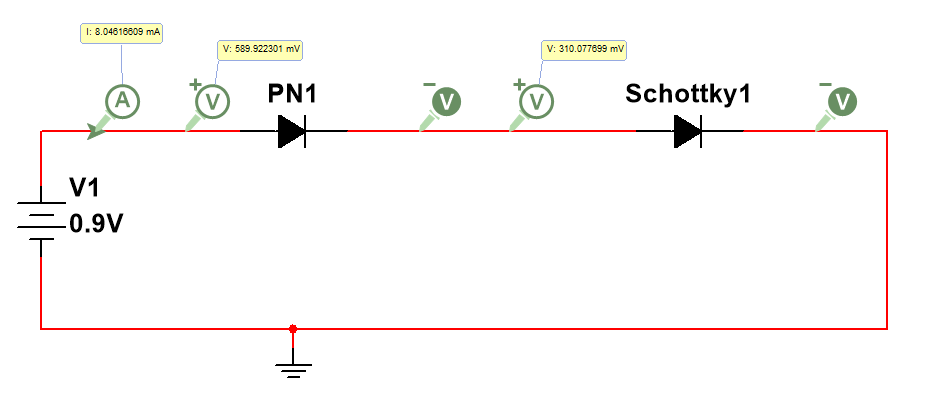 I: 8.04616609 mA
V: 589.922301 mV
V: 310.077699 mV
A
+
V
PN1
−
V
+
V
Schottky1
−
V
V1
0.9V